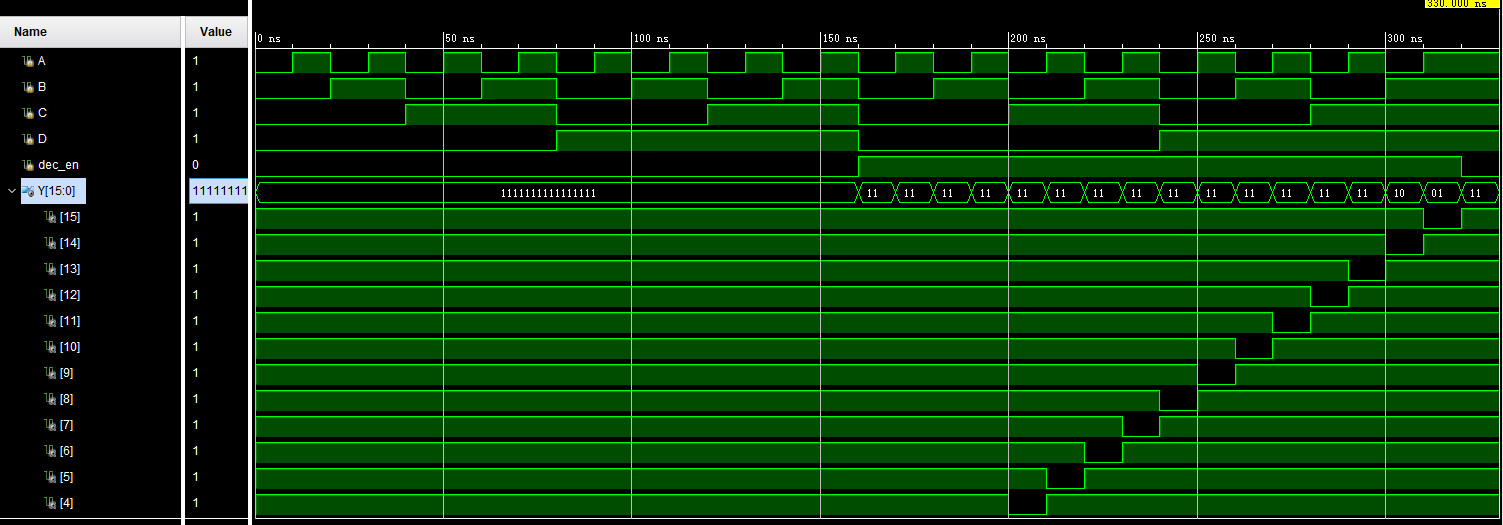 330.000 ns
Name Value
0 ns 50 ns 100 ns 150 ns 200 ns 250 ns 300 ns
A 1
B 1
C 1
D 1
dec_en 0
Y[15:0] 11111111 1111111111111111 11 11 11 11 11 11 11 11 11 11 11 11 11 11 10 01 11
[15] 1
[14] 1
[13] 1
[12] 1
[11] 1
[10] 1
[9] 1
[8] 1
[7] 1
[6] 1
[5] 1
[4] 1